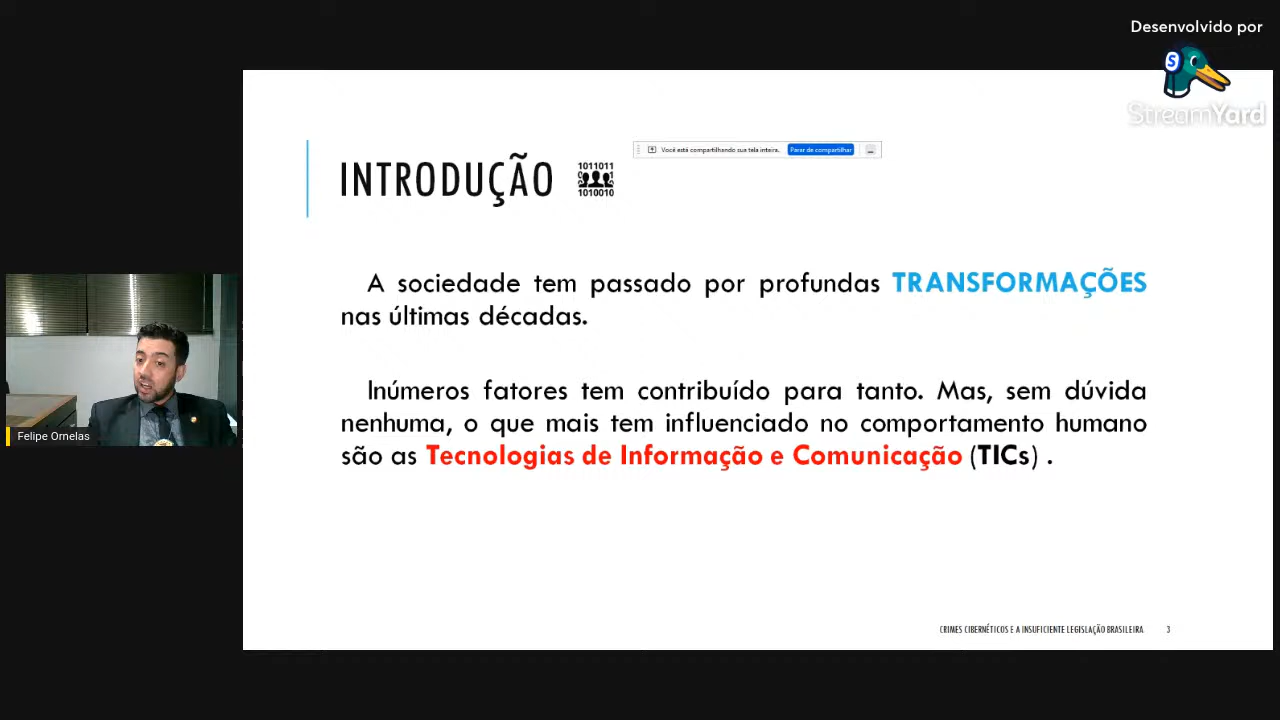 Desenvolvido por
StreamYard
INTRODUÇÃO
1011011
1010010
Você está compartilhando sua tela inteira.
Parar de compartilhar
A sociedade tem passado por profundas TRANSFORMAÇÕES
nas últimas décadas.
Inúmeros fatores tem contribuído para tanto. Mas, sem dúvida
nenhuma, o que mais tem influenciado no comportamento humano
são as Tecnologias de Informação e Comunicação (TICs) .
Felipe Ornelas
CRIMES CIBERNÉTICOS E A INSUFICIENTE LEGISLAÇÃO BRASILEIRA 3